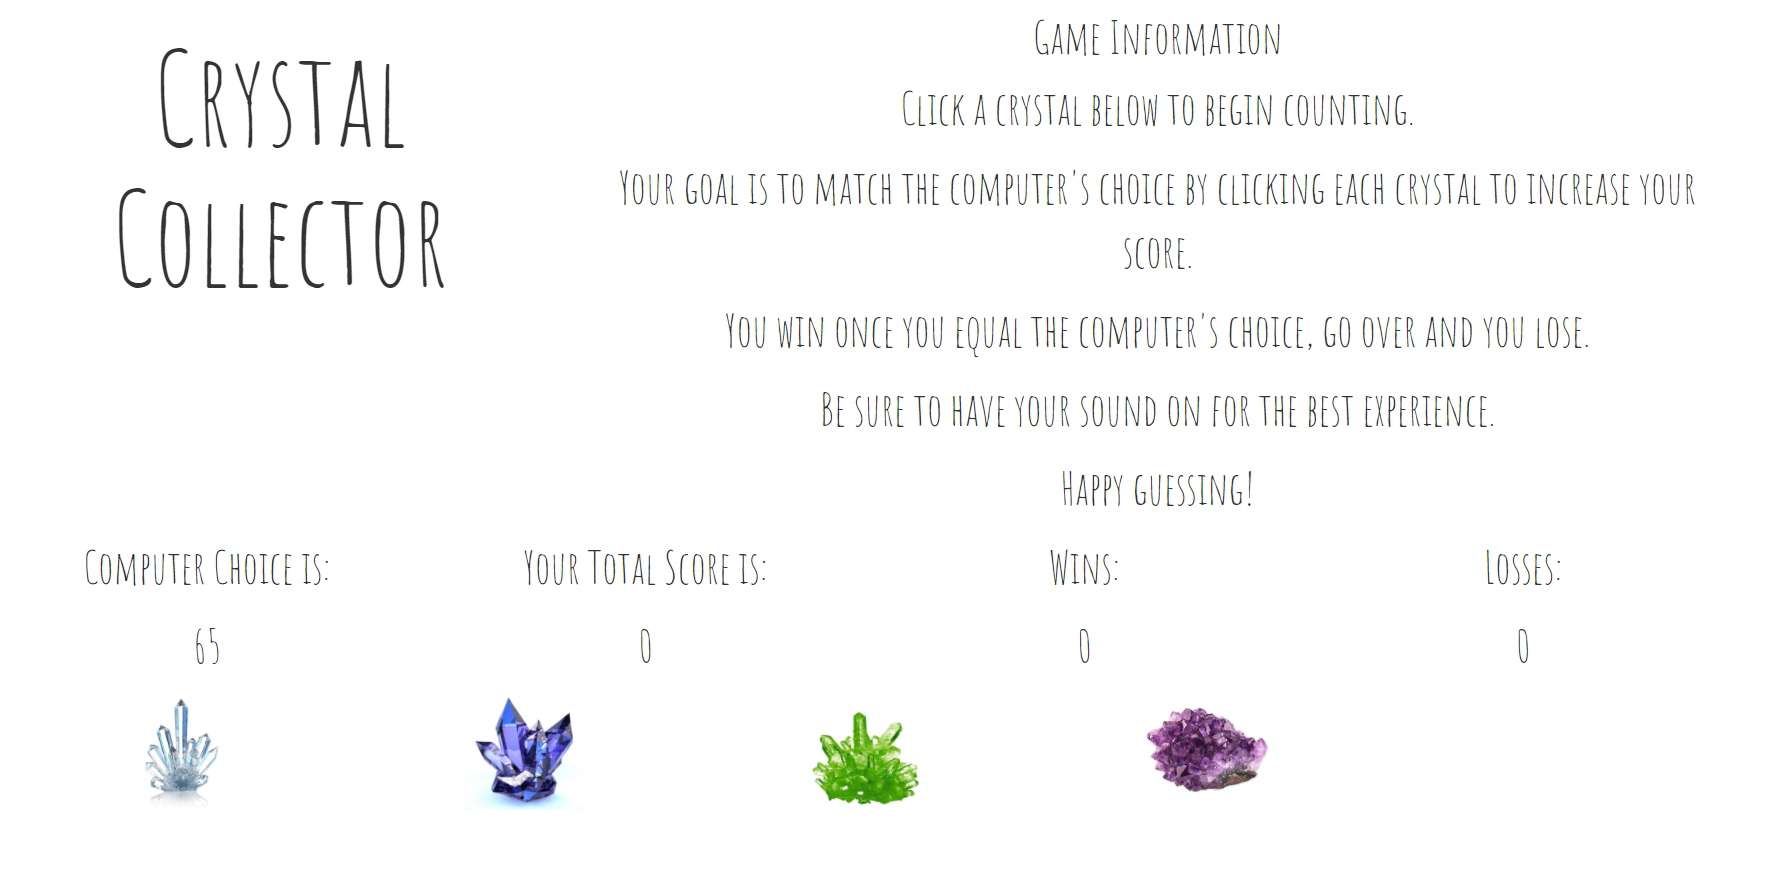 Crystal
Collector
Game Information
Click a crystal below to begin counting.
Your goal is to match the computer's choice by clicking each crystal to increase your
score.
You win once you equal the computer's choice, go over and you lose.
Be sure to have your sound on for the best experience.
Happy guessing!
Computer Choice is:
65
Your Total Score is:
0
Wins:
0
Losses:
0